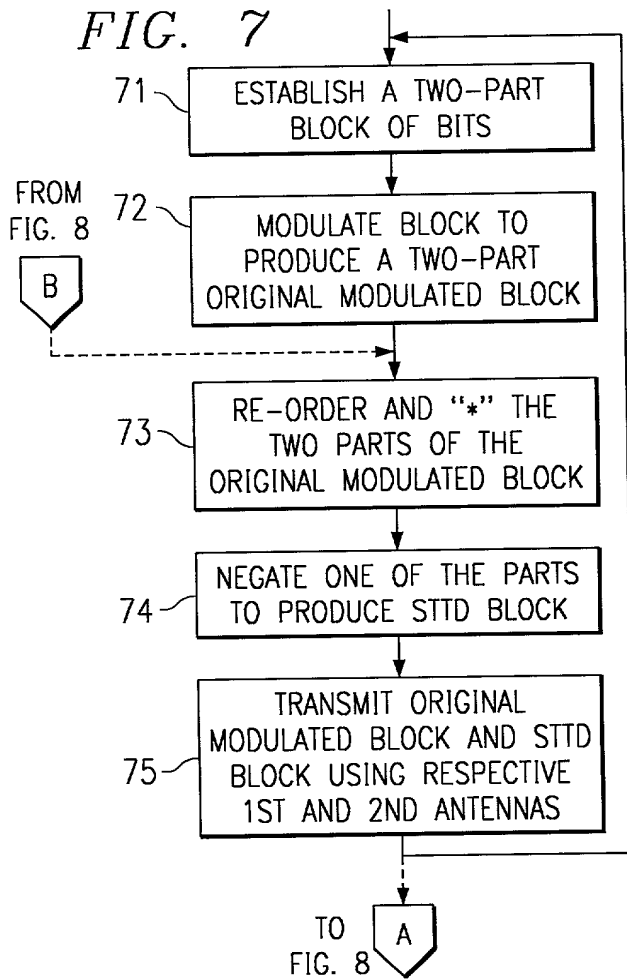 FIG. 7
71
ESTABLISH A TWO-PART
BLOCK OF BITS
FROM
FIG. 8
B
72
MODULATE BLOCK TO
PRODUCE A TWO-PART
ORIGINAL MODULATED BLOCK
73
RE-ORDER AND "*" THE
TWO PARTS OF THE
ORIGINAL MODULATED BLOCK
74
NEGATE ONE OF THE PARTS
TO PRODUCE STTD BLOCK
75
TRANSMIT ORIGINAL
MODULATED BLOCK AND STTD
BLOCK USING RESPECTIVE
1ST AND 2ND ANTENNAS
TO
FIG. 8
A